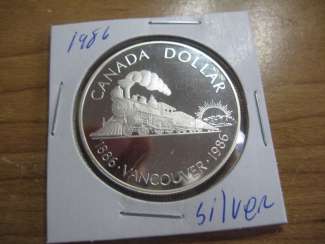 1986
CANADA DOLLAR
1886 · VANCOUVER · 1986
silver